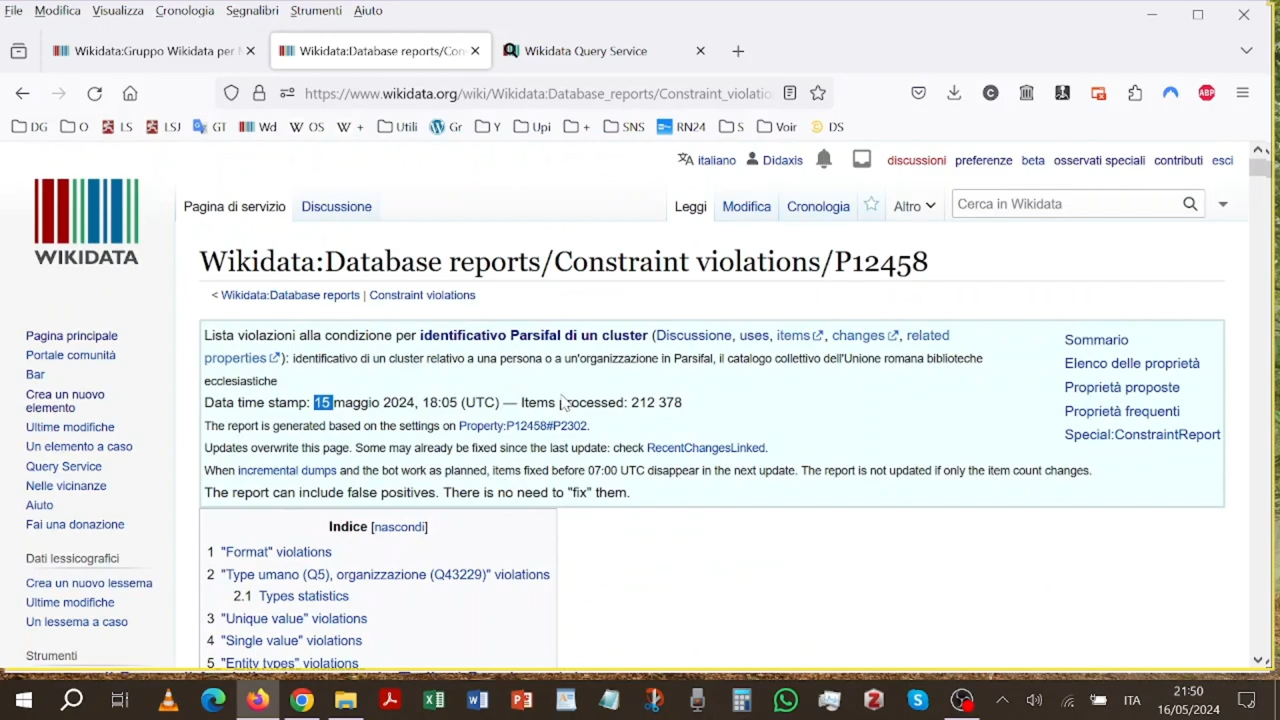 File Modifica Visualizza Cronologia Segnalibri Strumenti Aiuto
Wikidata:Gruppo Wikidata per Wikidata:Database reports/Con Wikidata Query Service
https://www.wikidata.org/wiki/Wikidata:Database_reports/Constraint_violatio
DG O LS LSJ GT Wd OS + Utili Gr Y Upi + SNS RN24 S Voir DS
italiano Didaxis discussioni preferenze beta osservati speciali contributi esci
Pagina di servizio Discussione Leggi Modifica Cronologia Altro Cerca in Wikidata
WIKIDATA
Wikidata:Database reports/Constraint violations/P12458
< Wikidata:Database reports | Constraint violations
Lista violazioni alla condizione per identificativo Parsifal di un cluster (Discussione, uses, items, changes, related
properties): identificativo di un cluster relativo a una persona o a un'organizzazione in Parsifal, il catalogo collettivo dell'Unione romana biblioteche
ecclesiastiche
Data time stamp: 15 maggio 2024, 18:05 (UTC) — Items processed: 212 378
The report is generated based on the settings on Property:P12458#P2302.
Updates overwrite this page. Some may already be fixed since the last update: check RecentChangesLinked.
When incremental dumps and the bot work as planned, items fixed before 07:00 UTC disappear in the next update. The report is not updated if only the item count changes.
The report can include false positives. There is no need to "fix" them.
Sommario
Elenco delle proprietà
Proprietà proposte
Proprietà frequenti
Special:ConstraintReport
Indice [nascondi]
1 "Format" violations
2 "Type umano (Q5), organizzazione (Q43229)" violations
2.1 Types statistics
3 "Unique value" violations
4 "Single value" violations
5 "Entity types" violations
Pagina principale
Portale comunità
Bar
Crea un nuovo
elemento
Ultime modifiche
Un elemento a caso
Query Service
Nelle vicinanze
Aiuto
Fai una donazione
Dati lessicografici
Crea un nuovo lessema
Ultime modifiche
Un lessema a caso
Strumenti
ITA
21:50
16/05/2024